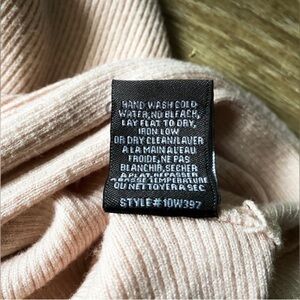 HAND WASH COLD
WATER, NO BLEACH,
LAY FLAT TO DRY,
IRON LOW
OR DRY CLEAN/LAVER
A LA MAIN A L'EAU
FROIDE, NE PAS
BLANCHIR, SECHER
A PLAT, REPASSER
A BASSE TEMPERATURE
OU NETTOYER A SEC
STYLE# 10W397